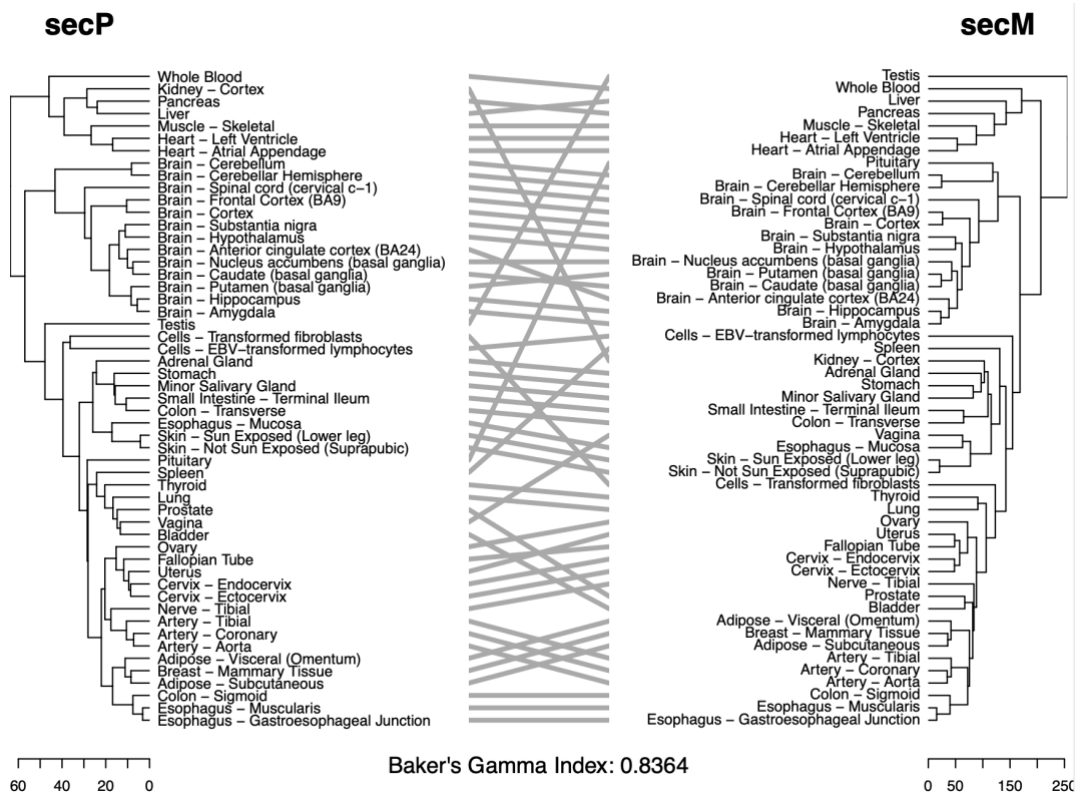 secP
secM
Whole Blood
Kidney – Cortex
Pancreas
Liver
Muscle – Skeletal
Heart – Left Ventricle
Heart – Atrial Appendage
Brain – Cerebellum
Brain – Cerebellar Hemisphere
Brain – Spinal cord (cervical c–1)
Brain – Frontal Cortex (BA9)
Brain – Cortex
Brain – Substantia nigra
Brain – Hypothalamus
Brain – Anterior cingulate cortex (BA24)
Brain – Nucleus accumbens (basal ganglia)
Brain – Caudate (basal ganglia)
Brain – Putamen (basal ganglia)
Brain – Hippocampus
Brain – Amygdala
Testis
Cells – Transformed fibroblasts
Cells – EBV–transformed lymphocytes
Adrenal Gland
Stomach
Minor Salivary Gland
Small Intestine – Terminal Ileum
Colon – Transverse
Esophagus – Mucosa
Skin – Sun Exposed (Lower leg)
Skin – Not Sun Exposed (Suprapubic)
Pituitary
Spleen
Thyroid
Lung
Prostate
Vagina
Bladder
Ovary
Fallopian Tube
Uterus
Cervix – Endocervix
Cervix – Ectocervix
Nerve – Tibial
Artery – Tibial
Artery – Coronary
Artery – Aorta
Adipose – Visceral (Omentum)
Breast – Mammary Tissue
Adipose – Subcutaneous
Colon – Sigmoid
Esophagus – Muscularis
Esophagus – Gastroesophageal Junction
Testis
Whole Blood
Liver
Pancreas
Muscle – Skeletal
Heart – Left Ventricle
Heart – Atrial Appendage
Pituitary
Brain – Cerebellum
Brain – Cerebellar Hemisphere
Brain – Spinal cord (cervical c–1)
Brain – Frontal Cortex (BA9)
Brain – Cortex
Brain – Substantia nigra
Brain – Hypothalamus
Brain – Nucleus accumbens (basal ganglia)
Brain – Putamen (basal ganglia)
Brain – Caudate (basal ganglia)
Brain – Anterior cingulate cortex (BA24)
Brain – Hippocampus
Brain – Amygdala
Cells – EBV–transformed lymphocytes
Spleen
Kidney – Cortex
Adrenal Gland
Stomach
Minor Salivary Gland
Small Intestine – Terminal Ileum
Colon – Transverse
Vagina
Esophagus – Mucosa
Skin – Sun Exposed (Lower leg)
Skin – Not Sun Exposed (Suprapubic)
Cells – Transformed fibroblasts
Thyroid
Lung
Ovary
Uterus
Fallopian Tube
Cervix – Endocervix
Cervix – Ectocervix
Nerve – Tibial
Prostate
Bladder
Adipose – Visceral (Omentum)
Breast – Mammary Tissue
Adipose – Subcutaneous
Artery – Tibial
Artery – Coronary
Artery – Aorta
Colon – Sigmoid
Esophagus – Muscularis
Esophagus – Gastroesophageal Junction
60 40 20 0
Baker's Gamma Index: 0.8364
0 50 150